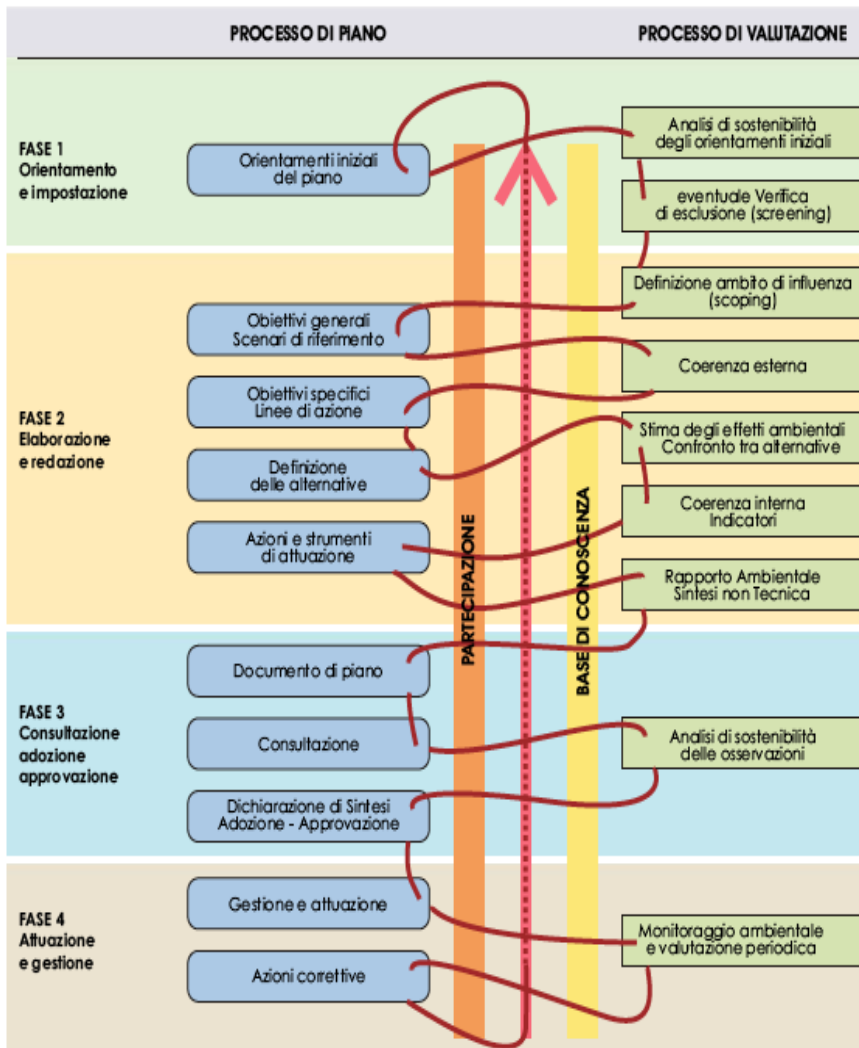 PROCESSO DI PIANO
PROCESSO DI VALUTAZIONE
FASE 1
Orientamento
e impostazione
Orientamenti iniziali
del piano
Analisi di sostenibilità
degli orientamenti iniziali
eventuale Verifica
di esclusione (screening)
FASE 2
Elaborazione
e redazione
Definizione ambito di influenza
(scoping)
Obiettivi generali
Scenari di riferimento
Coerenza esterna
Obiettivi specifici
Linee di azione
Stima degli effetti ambientali
Confronto tra alternative
Definizione
delle alternative
Coerenza interna
Indicatori
Azioni e strumenti
di attuazione
Rapporto Ambientale
Sintesi non Tecnica
PARTECIPAZIONE
BASE DI CONOSCENZA
FASE 3
Consultazione
adozione
approvazione
Documento di piano
Consultazione
Analisi di sostenibilità
delle osservazioni
Dichiarazione di Sintesi
Adozione - Approvazione
FASE 4
Attuazione
e gestione
Gestione e attuazione
Monitoraggio ambientale
e valutazione periodica
Azioni correttive